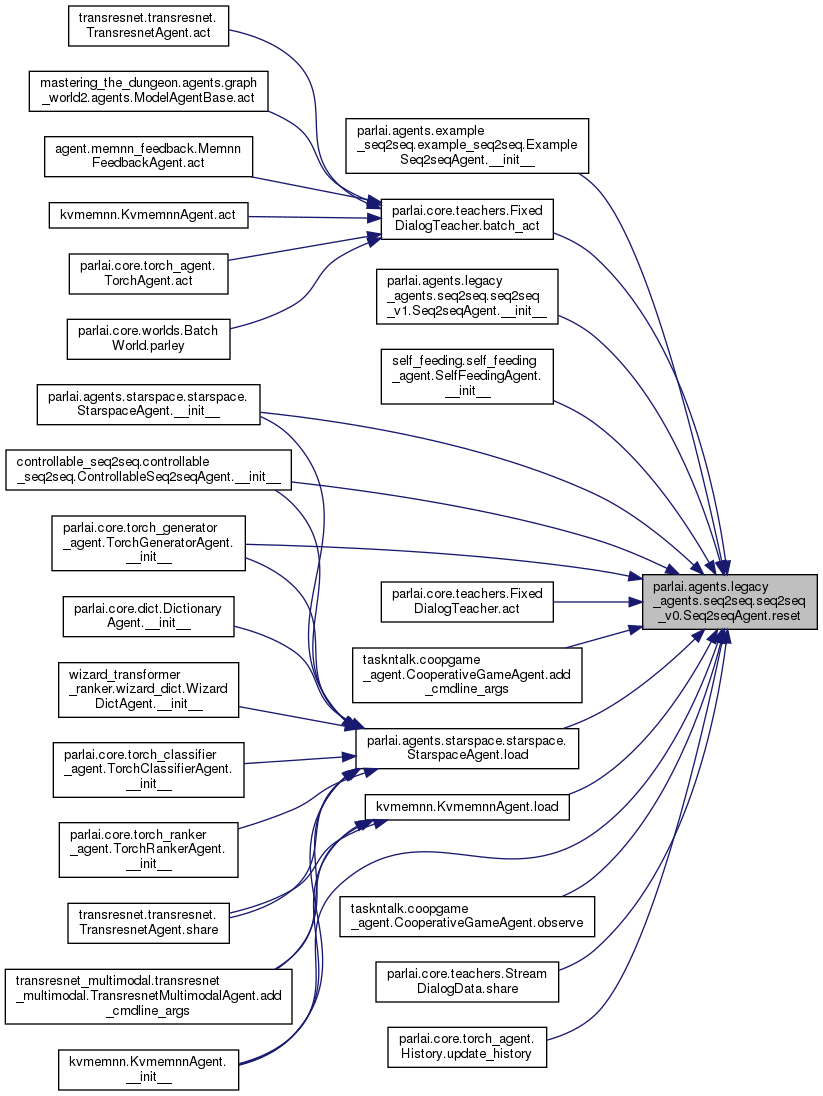 transresnet.transresnet.
TransresnetAgent.act
mastering_the_dungeon.agents.graph
_world2.agents.ModelAgentBase.act
agent.memnn_feedback.Memnn
FeedbackAgent.act
kvmemnn.KvmemnnAgent.act
parlai.core.torch_agent.
TorchAgent.act
parlai.core.worlds.Batch
World.parley
parlai.agents.starspace.starspace.
StarspaceAgent.__init__
controllable_seq2seq.controllable
_seq2seq.ControllableSeq2seqAgent.__init__
parlai.core.torch_generator
_agent.TorchGeneratorAgent.
__init__
parlai.core.dict.Dictionary
Agent.__init__
wizard_transformer
_ranker.wizard_dict.Wizard
DictAgent.__init__
parlai.core.torch_classifier
_agent.TorchClassifierAgent.
__init__
parlai.core.torch_ranker
_agent.TorchRankerAgent.
__init__
transresnet.transresnet.
TransresnetAgent.share
transresnet_multimodal.transresnet
_multimodal.TransresnetMultimodalAgent.add
_cmdline_args
kvmemnn.KvmemnnAgent.
__init__
parlai.agents.example
_seq2seq.example_seq2seq.Example
Seq2seqAgent.__init__
parlai.core.teachers.Fixed
DialogTeacher.batch_act
parlai.agents.legacy
_agents.seq2seq.seq2seq
_v1.Seq2seqAgent.__init__
self_feeding.self_feeding
_agent.SelfFeedingAgent.
__init__
parlai.core.teachers.Fixed
DialogTeacher.act
taskntalk.coopgame
_agent.CooperativeGameAgent.add
_cmdline_args
parlai.agents.starspace.starspace.
StarspaceAgent.load
kvmemnn.KvmemnnAgent.load
taskntalk.coopgame
_agent.CooperativeGameAgent.observe
parlai.core.teachers.Stream
DialogData.share
parlai.core.torch_agent.
History.update_history
parlai.agents.legacy
_agents.seq2seq.seq2seq
_v0.Seq2seqAgent.reset